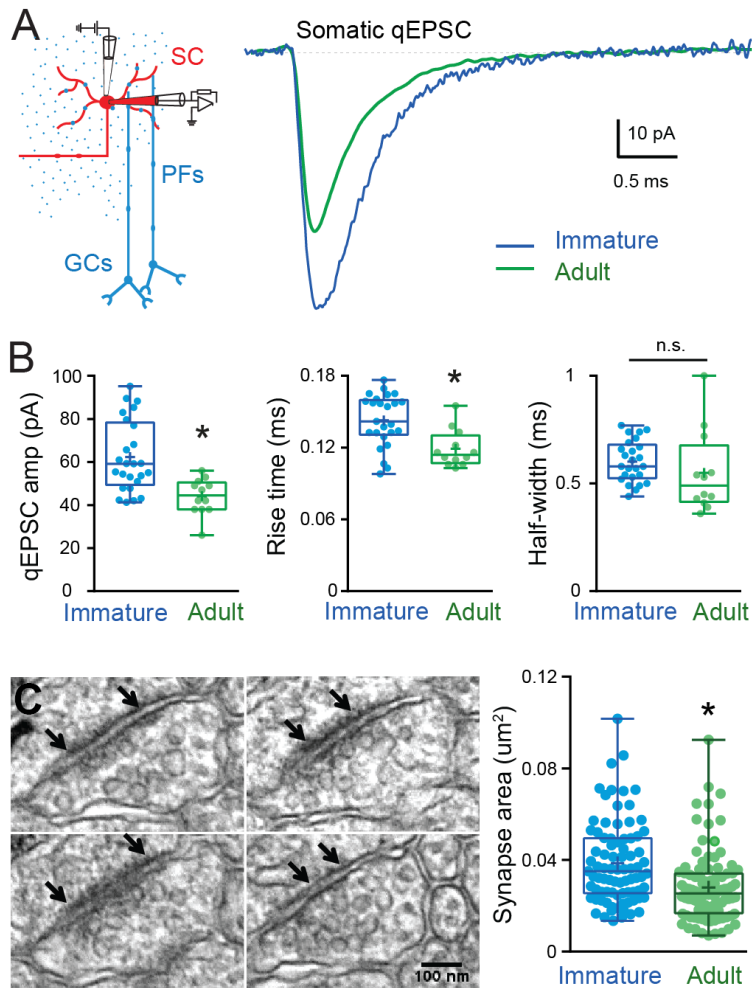 A
SC
PFs
GCs
Somatic qEPSC
10 pA
0.5 ms
Immature
Adult
B
qEPSC amp (pA)
100
80
60
40
20
0
*
Immature Adult
Rise time (ms)
0.18
0.12
0.06
0
*
Immature Adult
Half-width (ms)
1
0.5
0
n.s.
Immature Adult
C
100 nm
Synapse area (um²)
0.12
0.08
0.04
0
*
Immature Adult